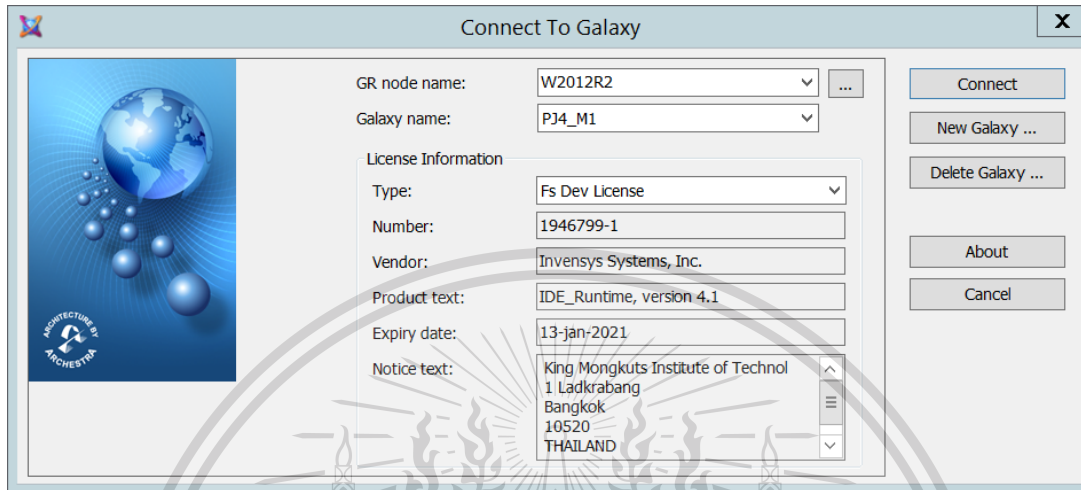 Connect To Galaxy
X
GR node name: W2012R2 ...
Galaxy name: PJ4_M1
License Information
Type: Fs Dev License
Number: 1946799-1
Vendor: Invensys Systems, Inc.
Product text: IDE_Runtime, version 4.1
Expiry date: 13-jan-2021
Notice text: King Mongkuts Institute of Technol
1 Ladkrabang
Bangkok
10520
THAILAND
Connect
New Galaxy ...
Delete Galaxy ...
About
Cancel
ARCHITECTURE BY
ARCHESTRA